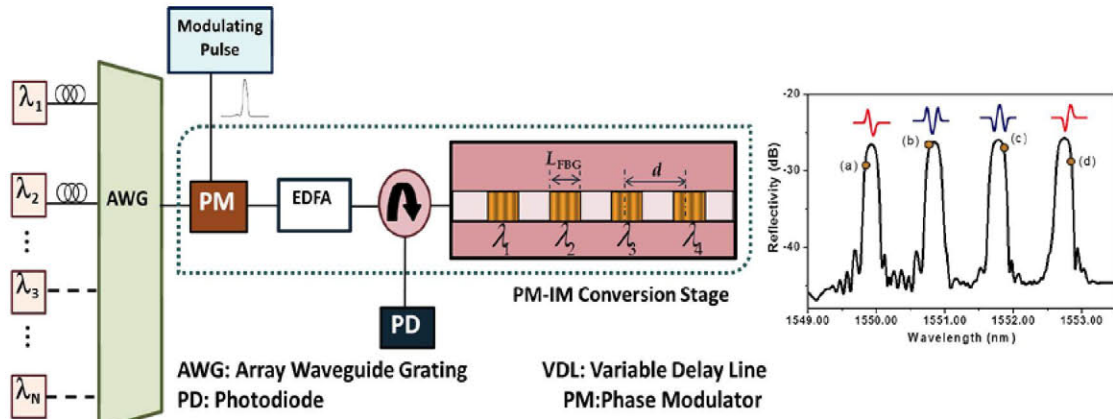 Modulating
Pulse
λ1
λ2
λ3
λN
AWG
PM
EDFA
LFBG
d
λ1 λ2 λ3 λ4
PM-IM Conversion Stage
PD
AWG: Array Waveguide Grating
VDL: Variable Delay Line
PD: Photodiode
PM:Phase Modulator
Reflectivity (dB)
-20
-30
-40
(a)
(b)
(c)
(d)
1549.00 1550.00 1551.00 1552.00 1553.00
Wavelength (nm)